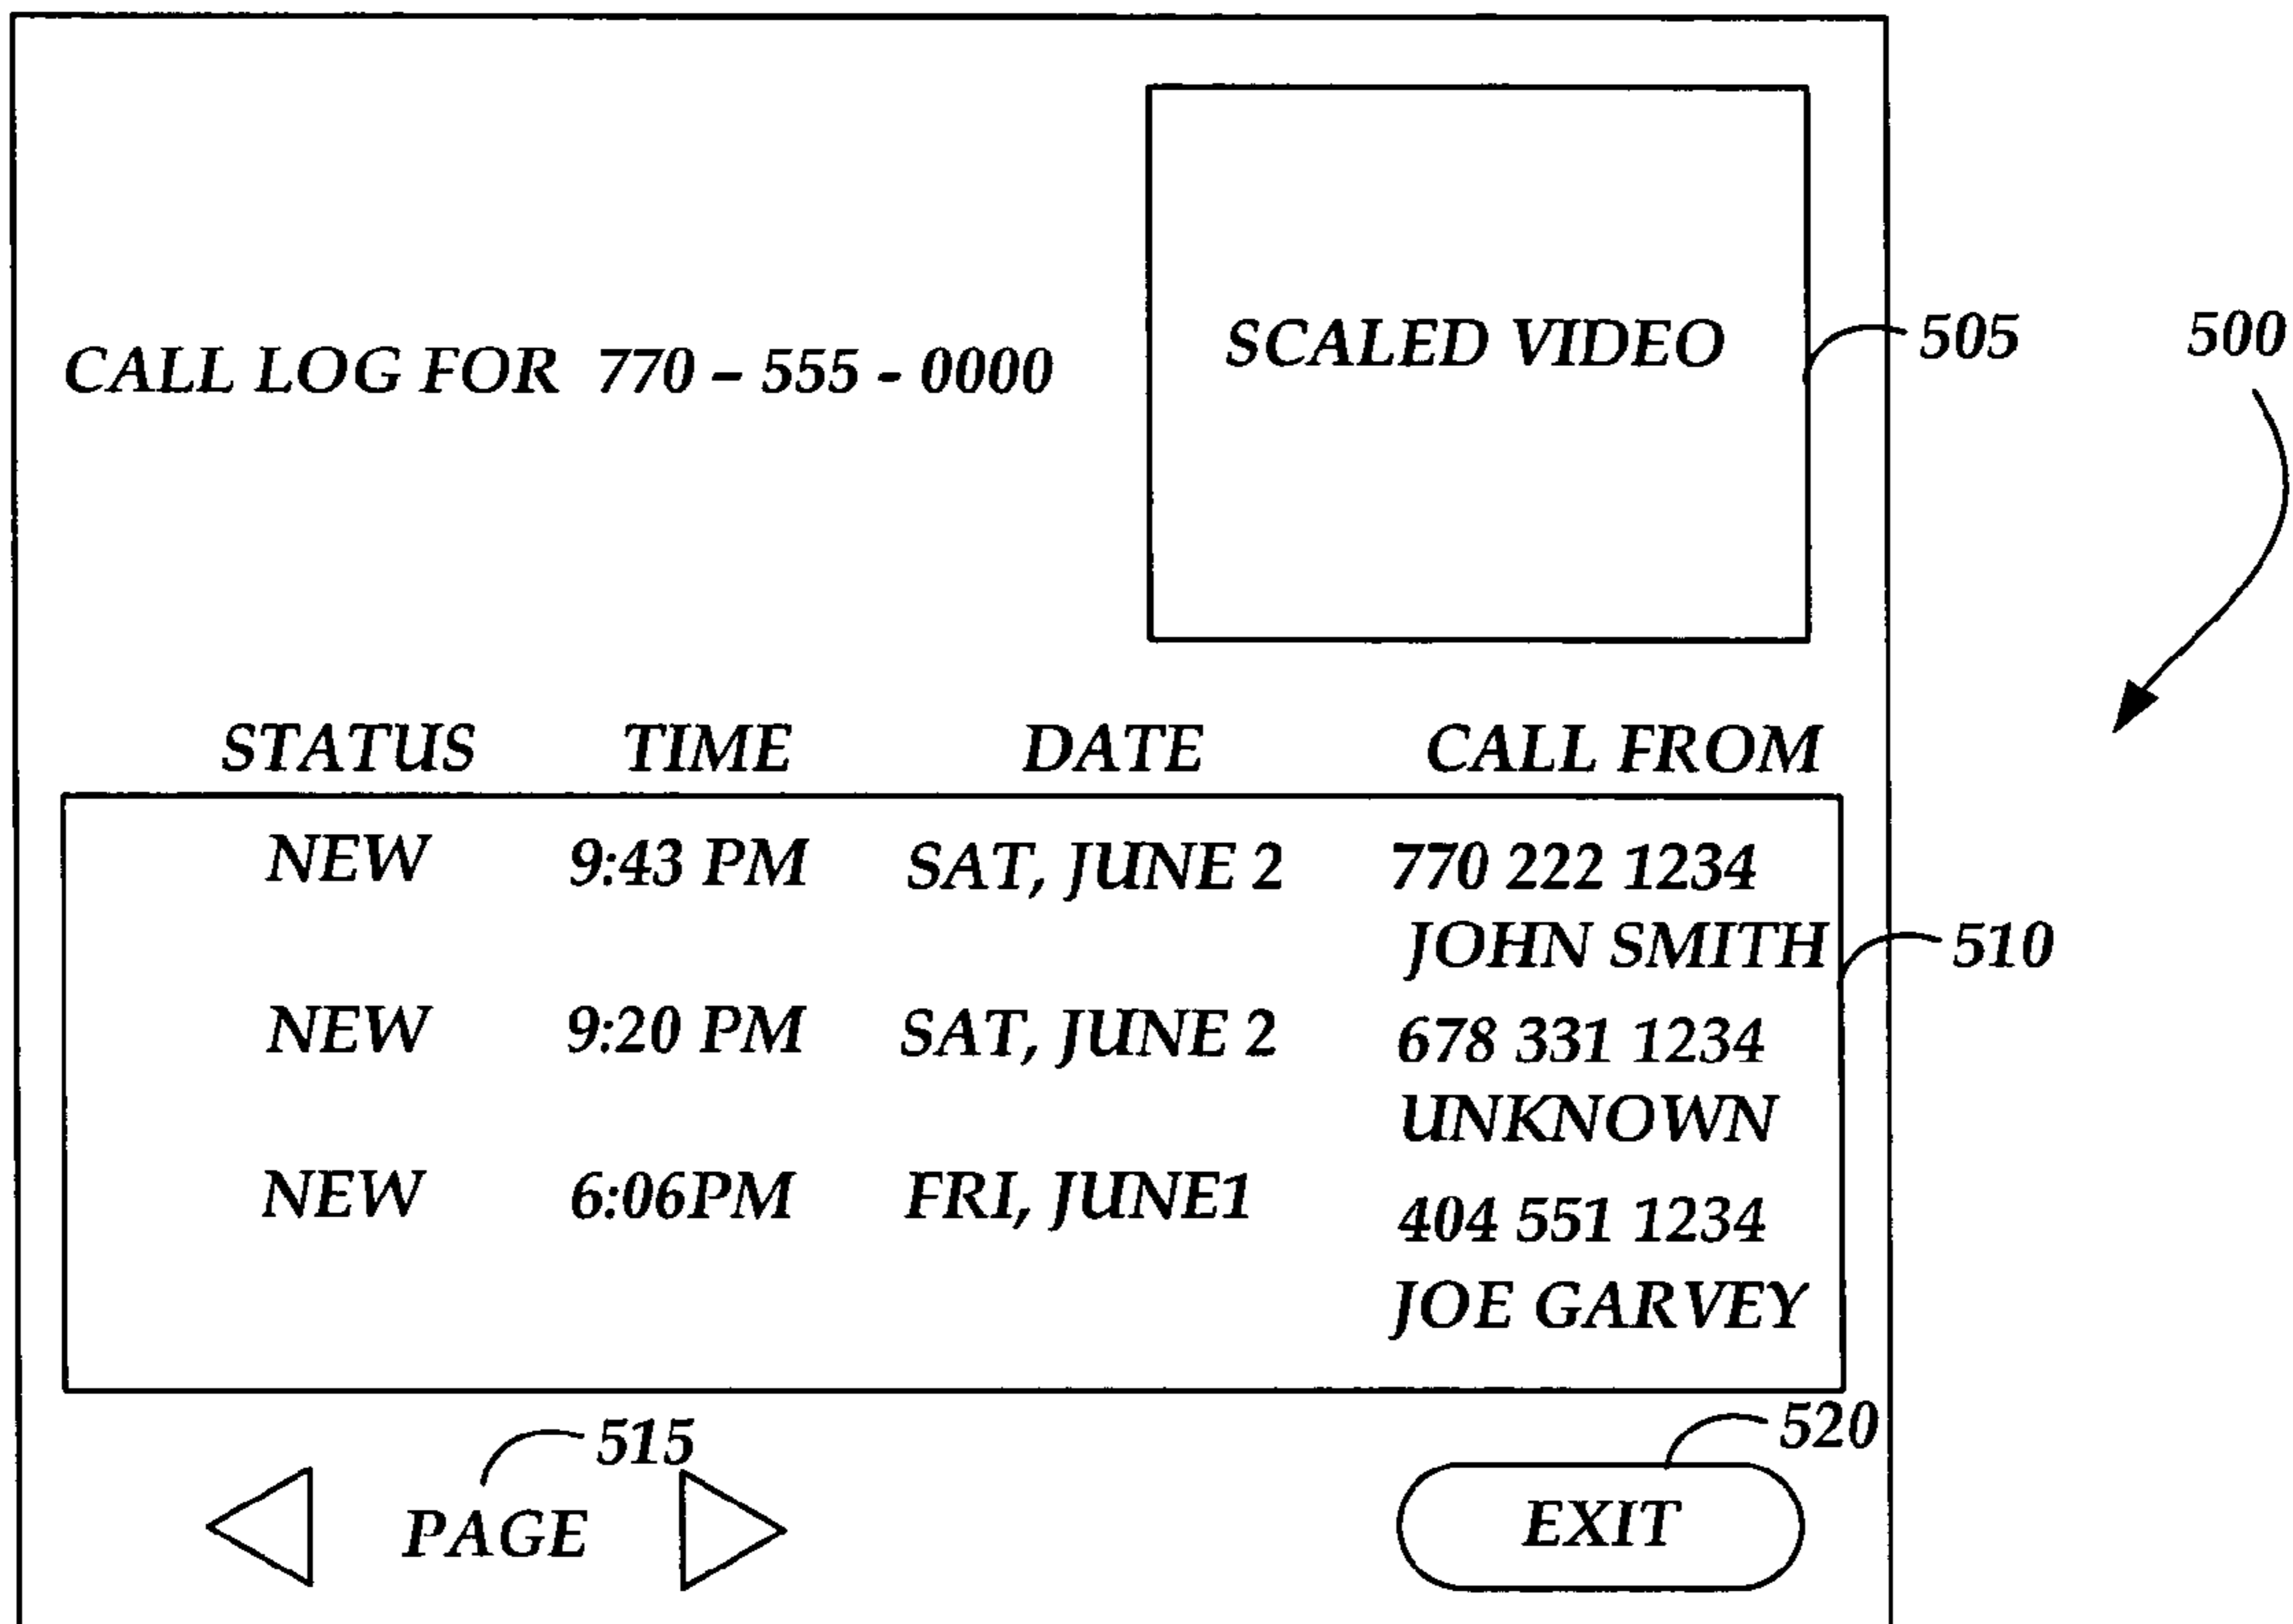 SCALED VIDEO
505
500
CALL LOG FOR 770 – 555 - 0000
STATUS TIME DATE CALL FROM
NEW 9:43 PM SAT, JUNE 2 770 222 1234
JOHN SMITH
510
NEW 9:20 PM SAT, JUNE 2 678 331 1234
UNKNOWN
NEW 6:06PM FRI, JUNE1 404 551 1234
JOE GARVEY
515
520
PAGE
EXIT